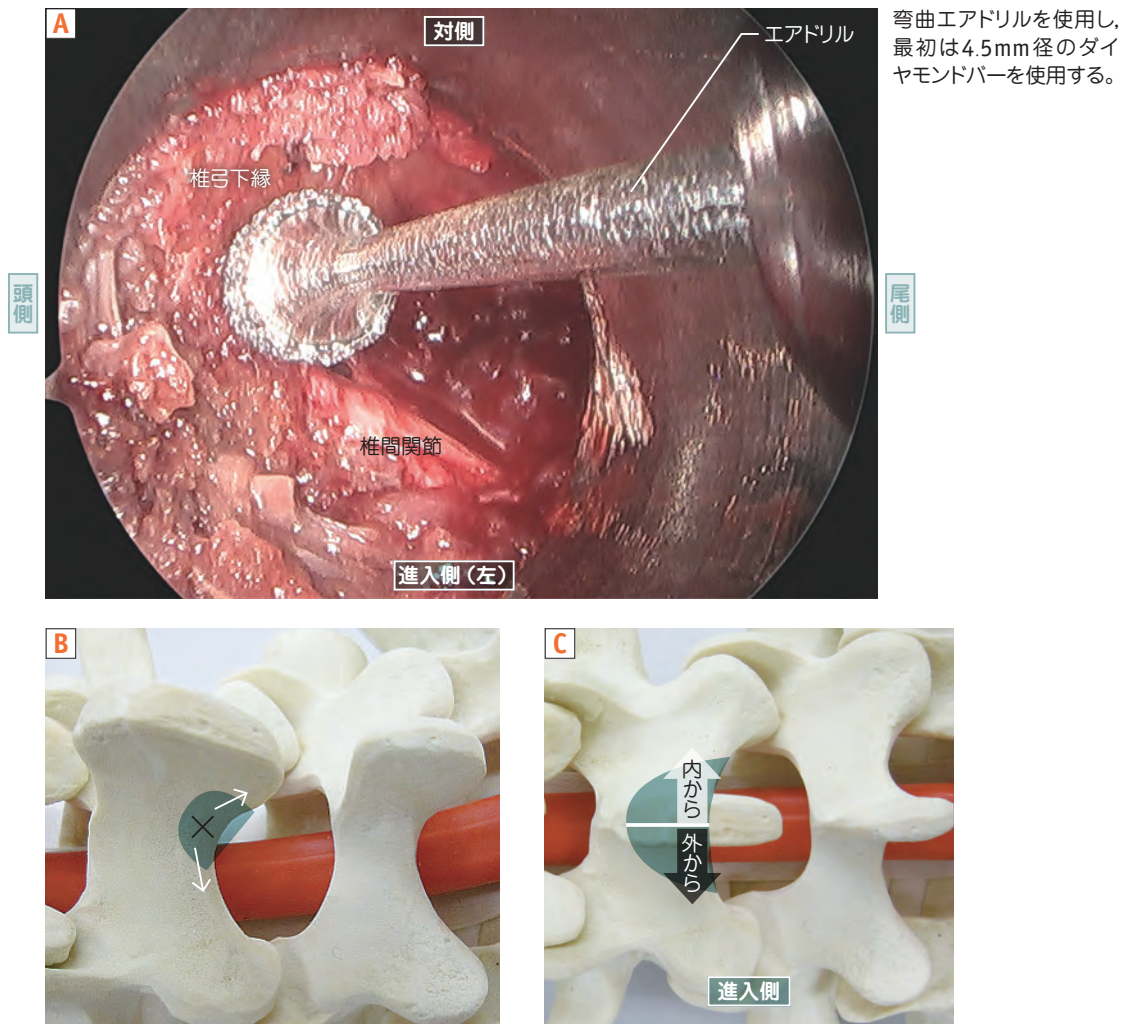 A
対側
エアドリル
弯曲エアドリルを使用し,
最初は4.5mm径のダイ
ヤモンドバーを使用する。
椎弓下縁
頭側
尾側
椎間関節
進入側(左)
B
C
内から
外から
進入側